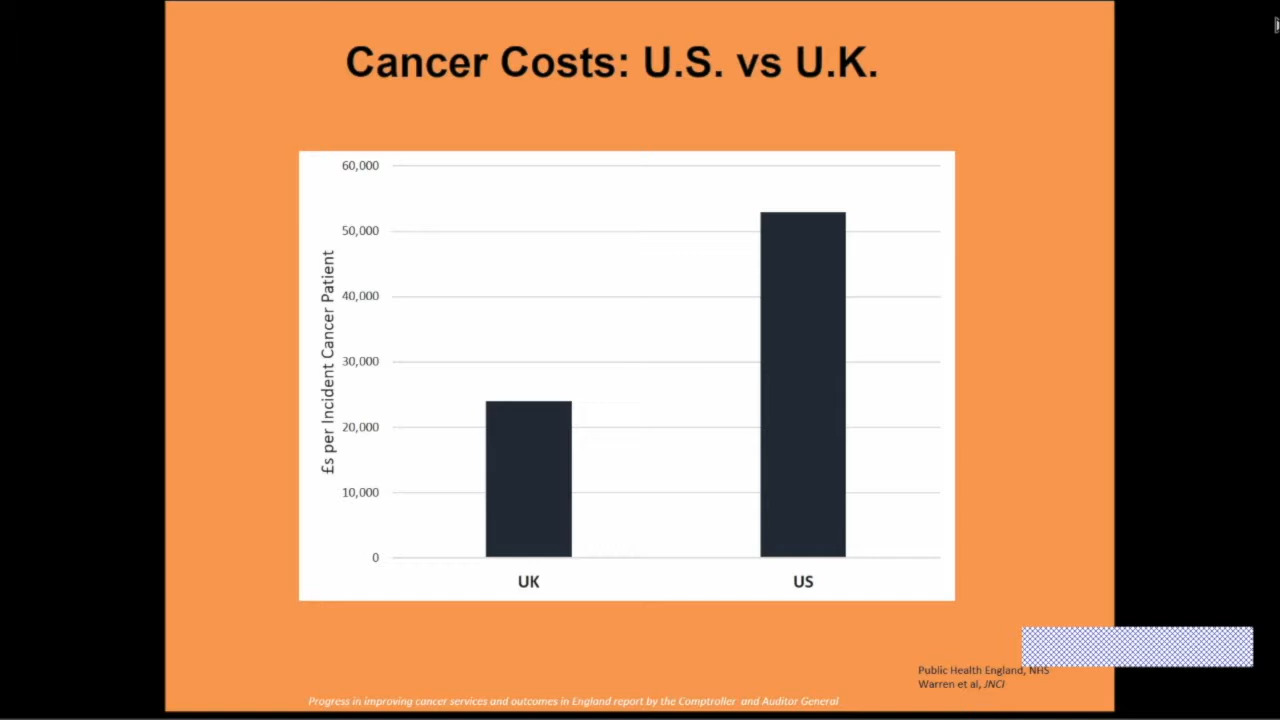 Cancer Costs: U.S. vs U.K.
60,000
50,000
40,000
30,000
20,000
10,000
0
£s per Incident Cancer Patient
UK
US
Public Health England, NHS
Warren et al, JNCI
Progress in improving cancer services and outcomes in England report by the Comptroller and Auditor General